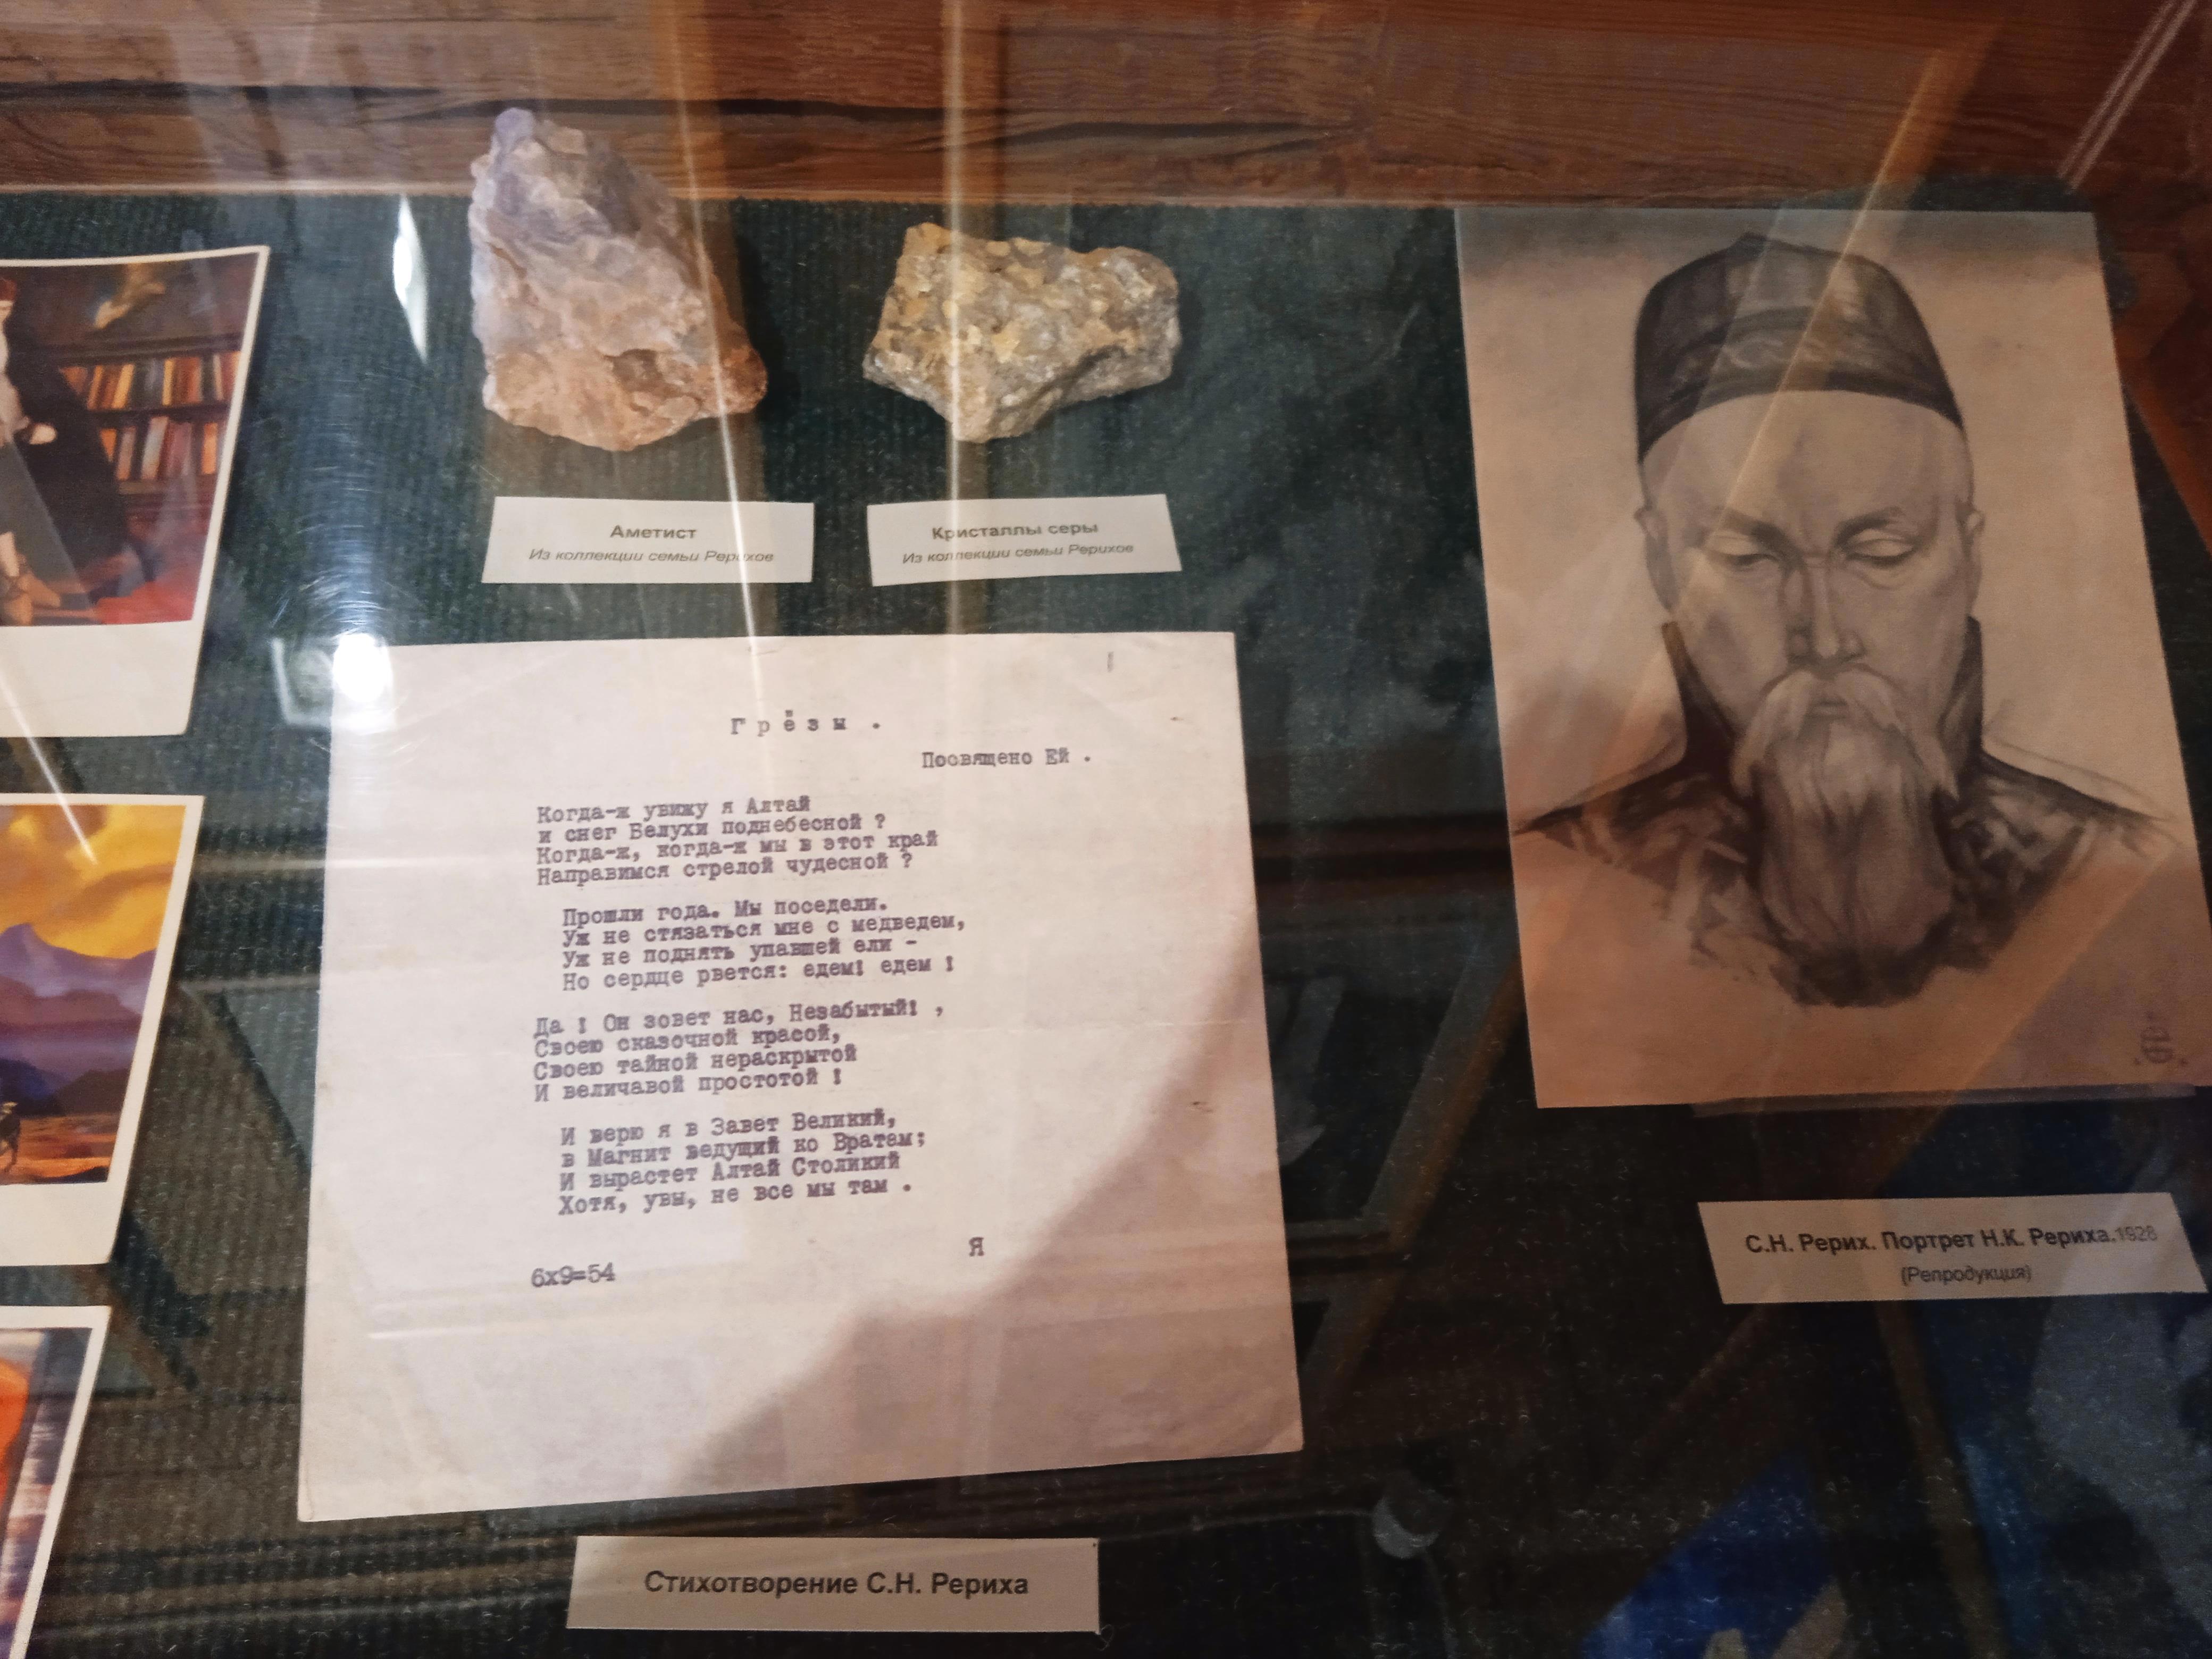 Аметист
Из коллекции семьи Рерихов
Кристаллы серы
Из коллекции семьи Рерихов
Грёзы .
Посвящено Ей .
Когда-ж увижу я Алтай
и снег Белухи поднебесной ?
Когда-ж, когда-ж мы в этот край
Направимся стрелой чудесной ?
Прошли года. Мы поседели.
Уж не стязаться мне с медведем,
Уж не поднять упавшей ели -
Но сердце рвется: едем! едем !
Да ! Он зовет нас, Незабытый! ,
Своею сказочной красой,
Своею тайной нераскрытой
И величавой простотой !
И верю я в Завет Великий,
в Магнит ведущий ко Вратам;
И вырастет Алтай Столикий
Хотя, увы, не все мы там .
Я
6x9=54
Стихотворение С.Н. Рериха
С.Н. Рерих. Портрет Н.К. Рериха.1928
(Репродукция)